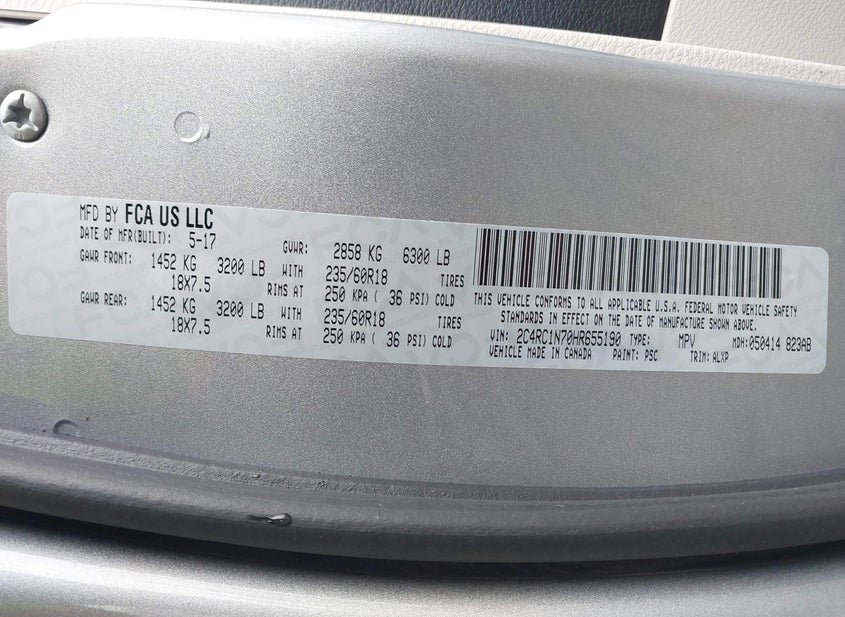 MFD BY FCA US LLC
DATE OF MFR(BUILT): 5-17 GVWR: 2858 KG 6300 LB
GAWR FRONT: 1452 KG 3200 LB WITH 235/60R18 TIRES
18X7.5 RIMS AT 250 KPA ( 36 PSI) COLD
GAWR REAR: 1452 KG 3200 LB WITH 235/60R18 TIRES
18X7.5 RIMS AT 250 KPA ( 36 PSI) COLD
THIS VEHICLE CONFORMS TO ALL APPLICABLE U.S.A. FEDERAL MOTOR VEHICLE SAFETY
STANDARDS IN EFFECT ON THE DATE OF MANUFACTURE SHOWN ABOVE.
VIN: 2C4RC1N70HR655190 TYPE: MPV MDH:050414 823AB
VEHICLE MADE IN CANADA PAINT: PSC TRIM: ALXP